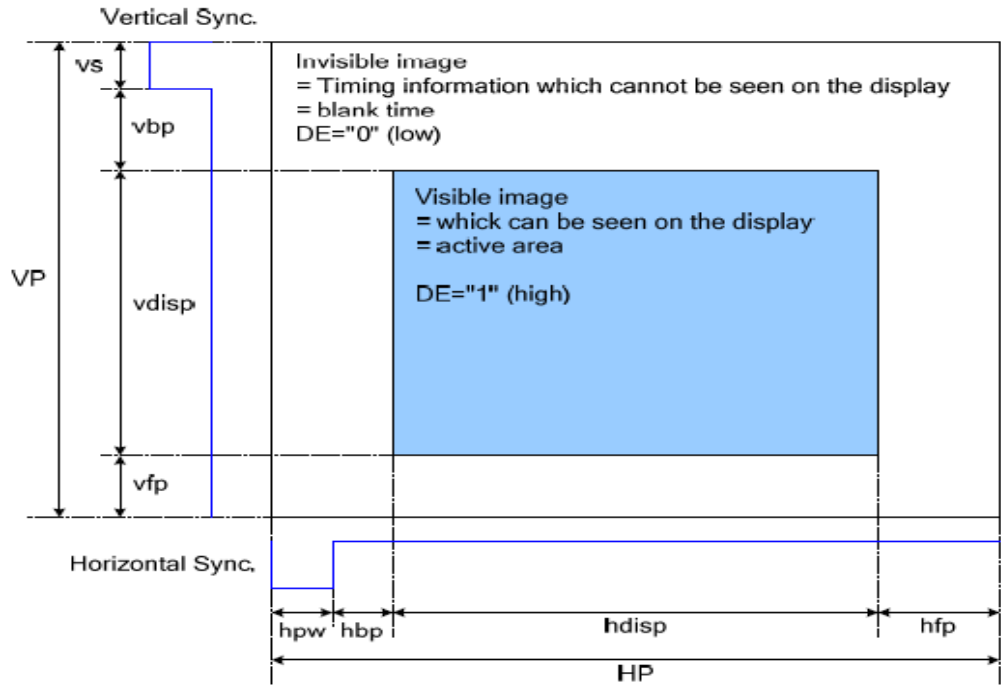 Vertical Sync.
vs
Invisible image
= Timing information which cannot be seen on the display
= blank time
DE="0" (low)
vbp
Visible image
= whick can be seen on the display
= active area
DE="1" (high)
VP
vdisp
vfp
Horizontal Sync.
hpw
hbp
hdisp
hfp
HP